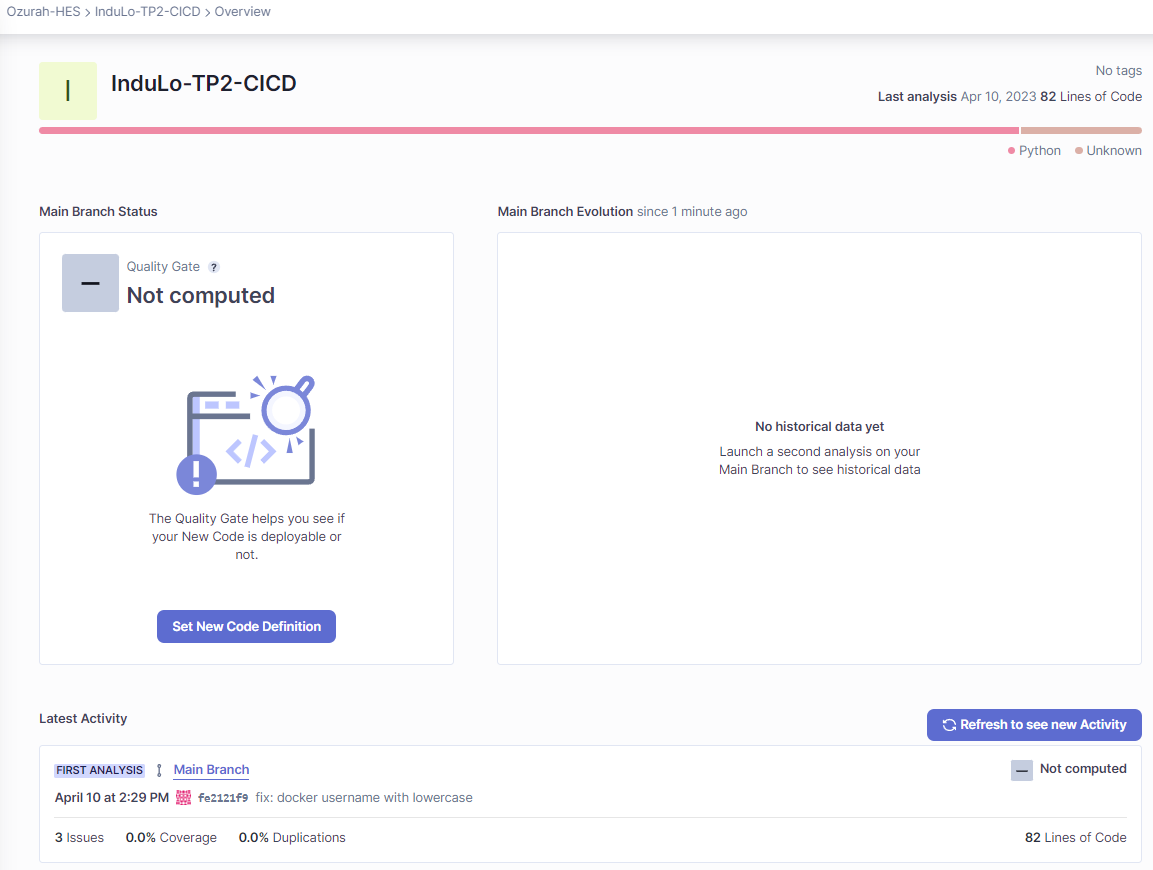 Ozurah-HES > InduLo-TP2-CICD > Overview
I
InduLo-TP2-CICD
No tags
Last analysis Apr 10, 2023 82 Lines of Code
Python Unknown
Main Branch Status
Main Branch Evolution since 1 minute ago
Quality Gate ?
Not computed
</>
!
The Quality Gate helps you see if
your New Code is deployable or
not.
Set New Code Definition
No historical data yet
Launch a second analysis on your
Main Branch to see historical data
Latest Activity
Refresh to see new Activity
FIRST ANALYSIS Main Branch
Not computed
April 10 at 2:29 PM fe2121f9 fix: docker username with lowercase
3 Issues 0.0% Coverage 0.0% Duplications 82 Lines of Code